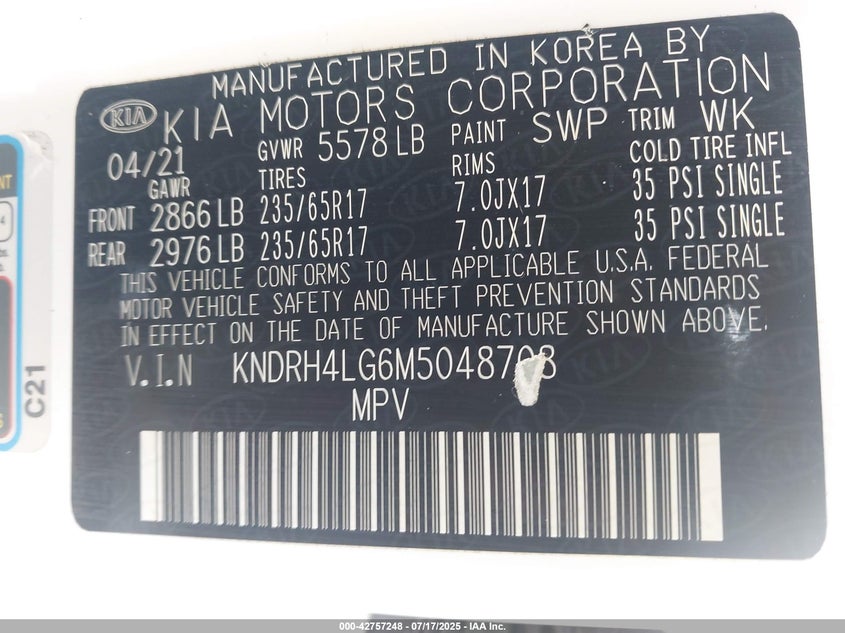 MANUFACTURED IN KOREA BY
KIA KIA MOTORS CORPORATION
04/21 GVWR 5578 LB PAINT SWP TRIM WK
GAWR TIRES RIMS COLD TIRE INFL
FRONT 2866 LB 235/65R17 7.0JX17 35 PSI SINGLE
REAR 2976 LB 235/65R17 7.0JX17 35 PSI SINGLE
THIS VEHICLE CONFORMS TO ALL APPLICABLE U.S.A. FEDERAL
MOTOR VEHICLE SAFETY AND THEFT PREVENTION STANDARDS
IN EFFECT ON THE DATE OF MANUFACTURE SHOWN ABOVE.
V.I.N KNDRH4LG6M5048708
MPV
C21
000-42757248 - 07/17/2025 - IAA Inc.